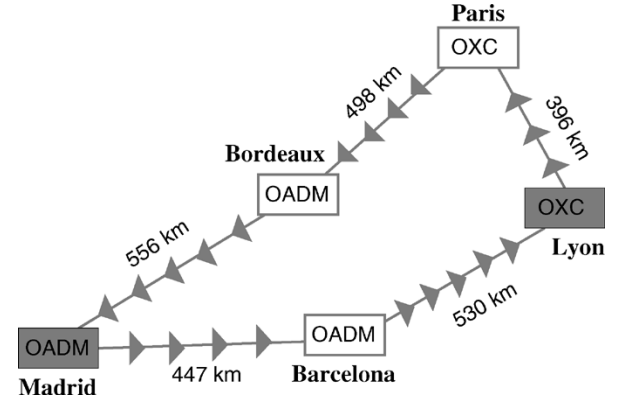 Paris
OXC
498 km
396 km
Bordeaux
OADM
OXC
Lyon
556 km
530 km
OADM
Madrid
447 km
OADM
Barcelona